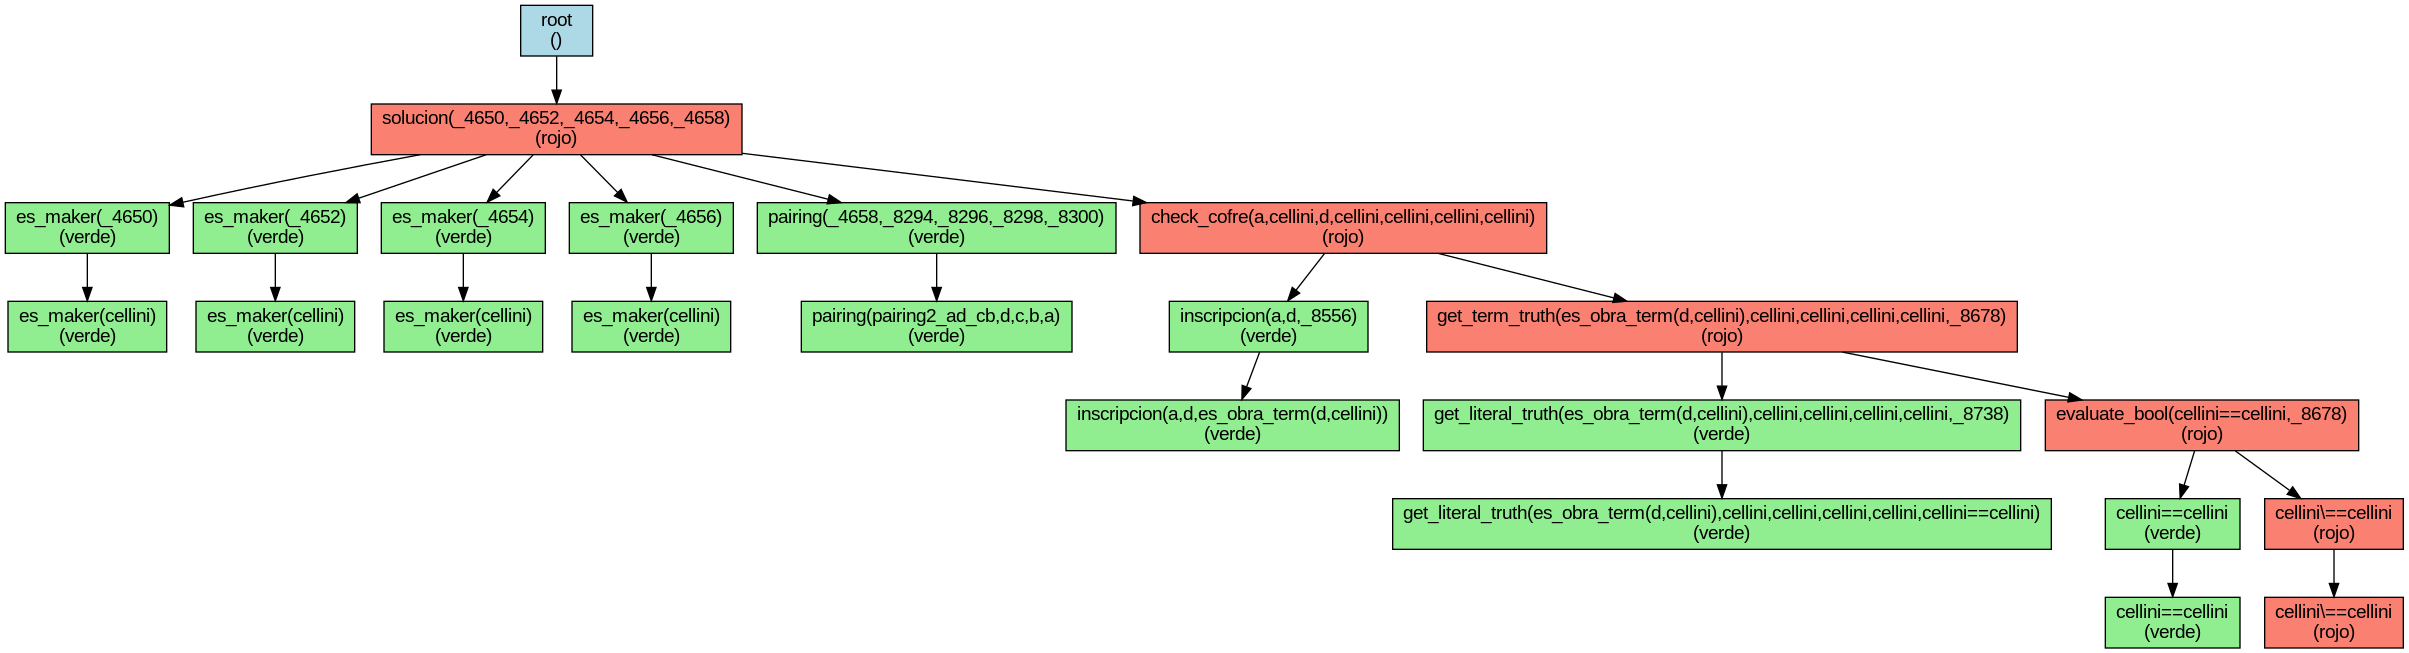 root
()
solucion(_4650,_4652,_4654,_4656,_4658)
(rojo)
es_maker(_4650)
(verde)
es_maker(_4652)
(verde)
es_maker(_4654)
(verde)
es_maker(_4656)
(verde)
pairing(_4658,_8294,_8296,_8298,_8300)
(verde)
check_cofre(a,cellini,d,cellini,cellini,cellini,cellini)
(rojo)
es_maker(cellini)
(verde)
es_maker(cellini)
(verde)
es_maker(cellini)
(verde)
es_maker(cellini)
(verde)
pairing(pairing2_ad_cb,d,c,b,a)
(verde)
inscripcion(a,d,_8556)
(verde)
get_term_truth(es_obra_term(d,cellini),cellini,cellini,cellini,cellini,_8678)
(rojo)
inscripcion(a,d,es_obra_term(d,cellini))
(verde)
get_literal_truth(es_obra_term(d,cellini),cellini,cellini,cellini,cellini,_8738)
(verde)
evaluate_bool(cellini==cellini,_8678)
(rojo)
get_literal_truth(es_obra_term(d,cellini),cellini,cellini,cellini,cellini,cellini==cellini)
(verde)
cellini==cellini
(verde)
cellini\==cellini
(rojo)
cellini==cellini
(verde)
cellini\==cellini
(rojo)